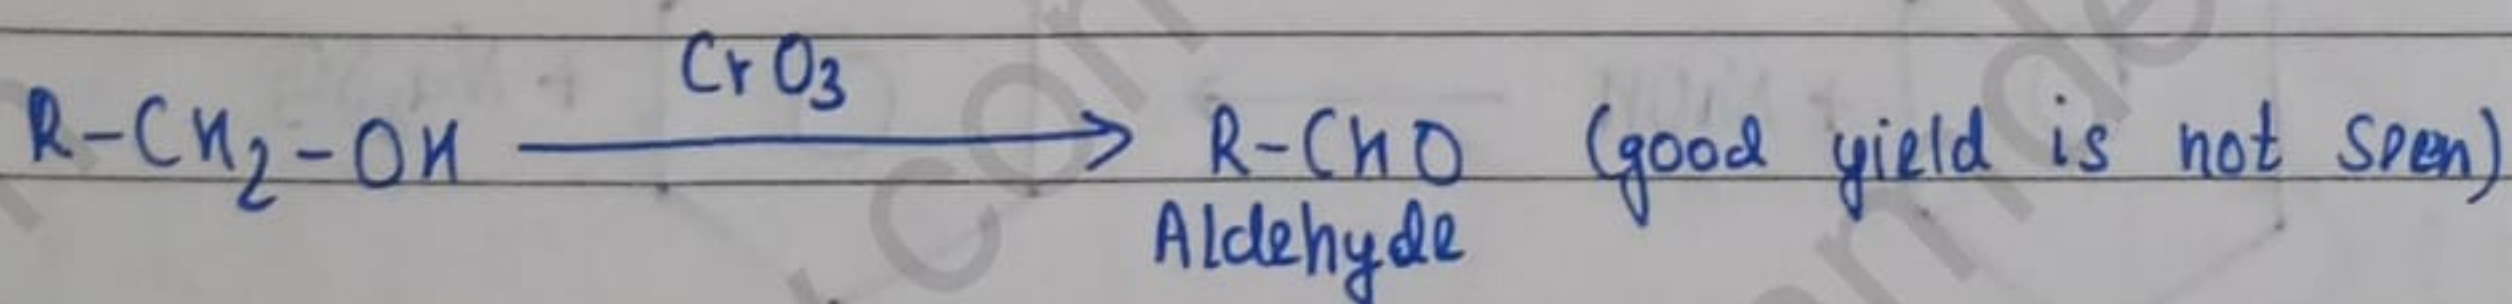 R-CH2-OH CrO3 → R-CHO (good yield is not seen)
Aldehyde